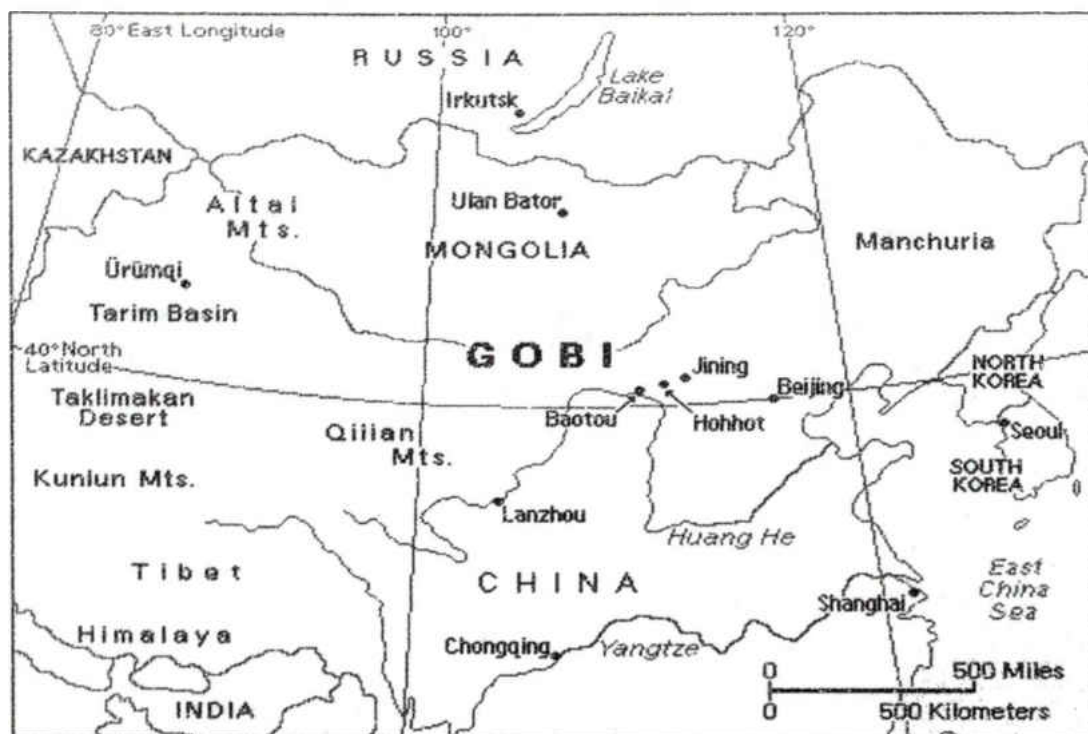 80° East Longitude
100°
120°
RUSSIA
Lake
Baikal
Irkutsk
KAZAKHSTAN
Altai
Mts.
Ulan Bator
MONGOLIA
Manchuria
Ürümqi
Tarim Basin
GOBI
40° North
Latitude
Jining
NORTH
KOREA
Beijing
Taklimakan
Desert
Baotou
Hohhot
Qilian
Mts.
Seoul
Kunlun Mts.
SOUTH
KOREA
Lanzhou
Huang He
Tibet
CHINA
East
China
Sea
Shanghai
Himalaya
Chongqing
Yangtze
0 500 Miles
INDIA
0 500 Kilometers